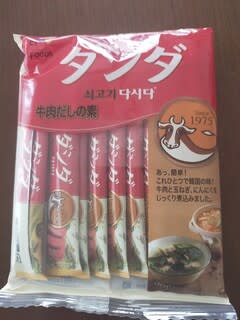 ダシダ
쇠고기 다시다
牛肉だしの素
Since
1975
あっ、簡単!
これひとつで韓国の味!
牛肉と玉ねぎ、にんにくを
じっくり煮込みました。
ダシダ